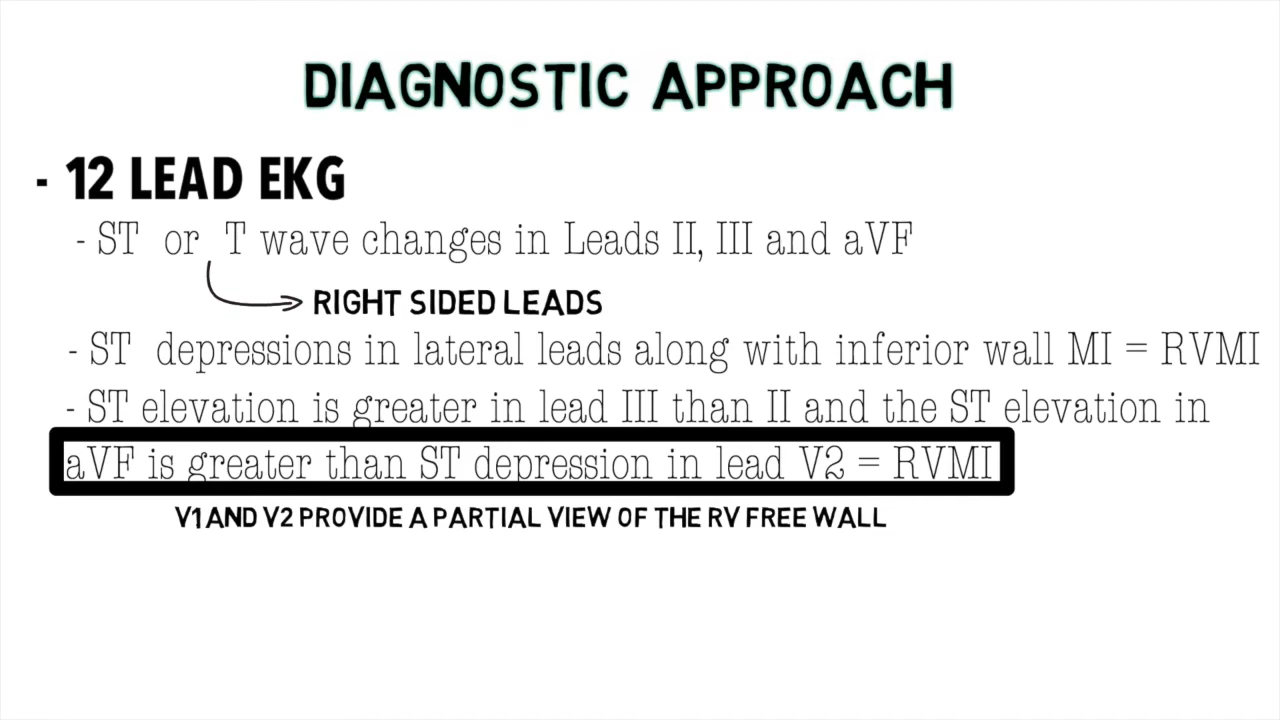 DIAGNOSTIC APPROACH
- 12 LEAD EKG
- ST or T wave changes in Leads II, III and aVF
RIGHT SIDED LEADS
- ST depressions in lateral leads along with inferior wall MI = RVMI
- ST elevation is greater in lead III than II and the ST elevation in
aVF is greater than ST depression in lead V2 = RVMI
V1 AND V2 PROVIDE A PARTIAL VIEW OF THE RV FREE WALL